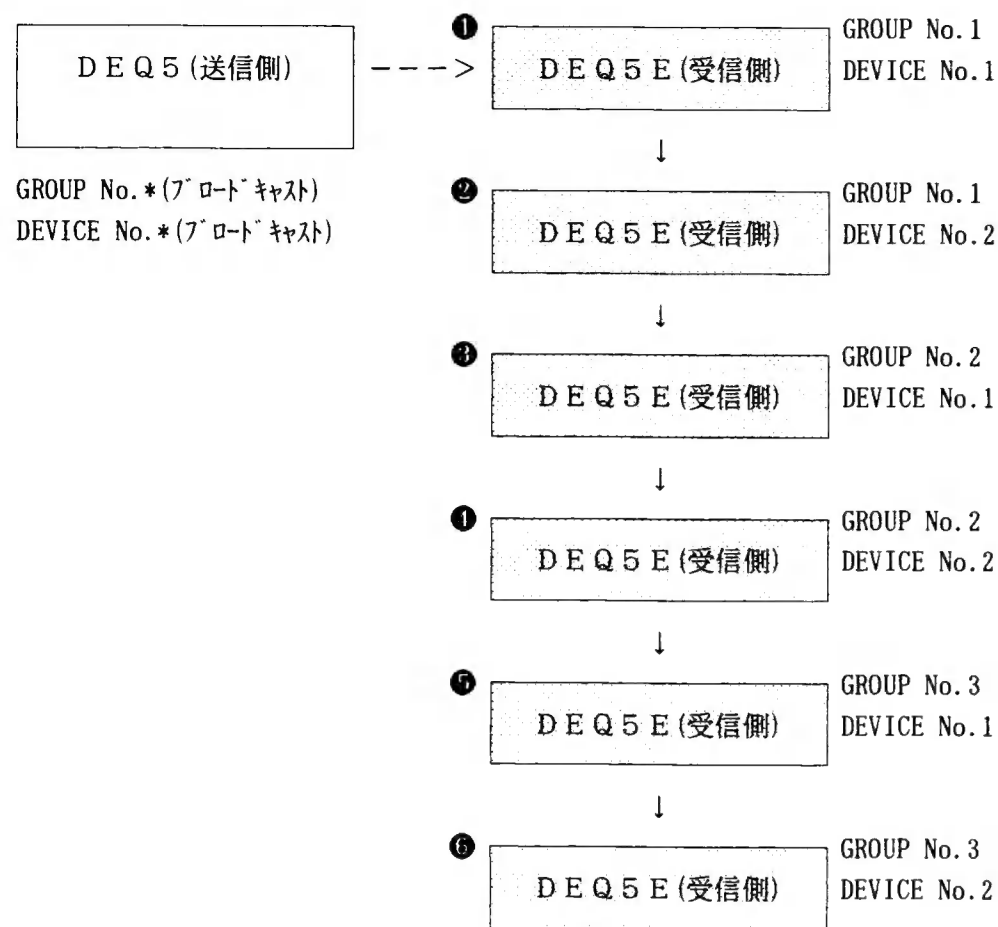 DEQ5(送信側)
--->
GROUP No.*(ブロードキャスト)
DEVICE No.*(ブロードキャスト)
❶
DEQ5E(受信側)
GROUP No.1
DEVICE No.1
↓
❷
DEQ5E(受信側)
GROUP No.1
DEVICE No.2
↓
❸
DEQ5E(受信側)
GROUP No.2
DEVICE No.1
↓
❹
DEQ5E(受信側)
GROUP No.2
DEVICE No.2
↓
❺
DEQ5E(受信側)
GROUP No.3
DEVICE No.1
↓
❻
DEQ5E(受信側)
GROUP No.3
DEVICE No.2